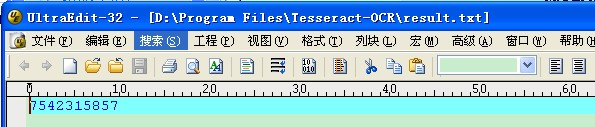 UltraEdit-32 - [D:\Program Files\Tesseract-OCR\result.txt]
文件(F) 编辑(E) 搜索(S) 工程(P) 视图(V) 格式(T) 列块(L) 宏(M) 高级(A) 窗口(W) 帮助(H
0 10 20 30 40 50 60
7542315857